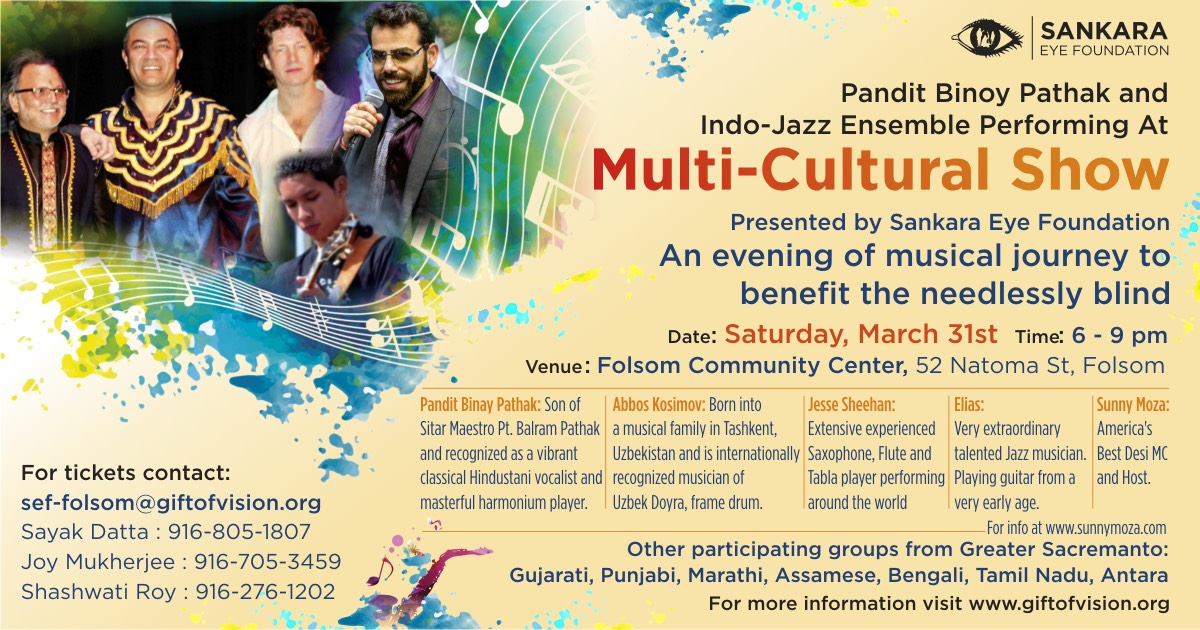 SANKARA
EYE FOUNDATION
Pandit Binoy Pathak and
Indo-Jazz Ensemble Performing At
Multi-Cultural Show
Presented by Sankara Eye Foundation
An evening of musical journey to
benefit the needlessly blind
Date: Saturday, March 31st Time: 6 - 9 pm
Venue: Folsom Community Center, 52 Natoma St, Folsom
Pandit Binay Pathak: Son of
Sitar Maestro Pt. Balram Pathak
and recognized as a vibrant
classical Hindustani vocalist and
masterful harmonium player.
Abbos Kosimov: Born into
a musical family in Tashkent,
Uzbekistan and is internationally
recognized musician of
Uzbek Doyra, frame drum.
Jesse Sheehan:
Extensive experienced
Saxophone, Flute and
Tabla player performing
around the world
Elias:
Very extraordinary
talented Jazz musician.
Playing guitar from a
very early age.
Sunny Moza:
America's
Best Desi MC
and Host.
For info at www.sunnymoza.com
For tickets contact:
sef-folsom@giftofvision.org
Sayak Datta : 916-805-1807
Joy Mukherjee : 916-705-3459
Shashwati Roy : 916-276-1202
Other participating groups from Greater Sacremanto:
Gujarati, Punjabi, Marathi, Assamese, Bengali, Tamil Nadu, Antara
For more information visit www.giftofvision.org